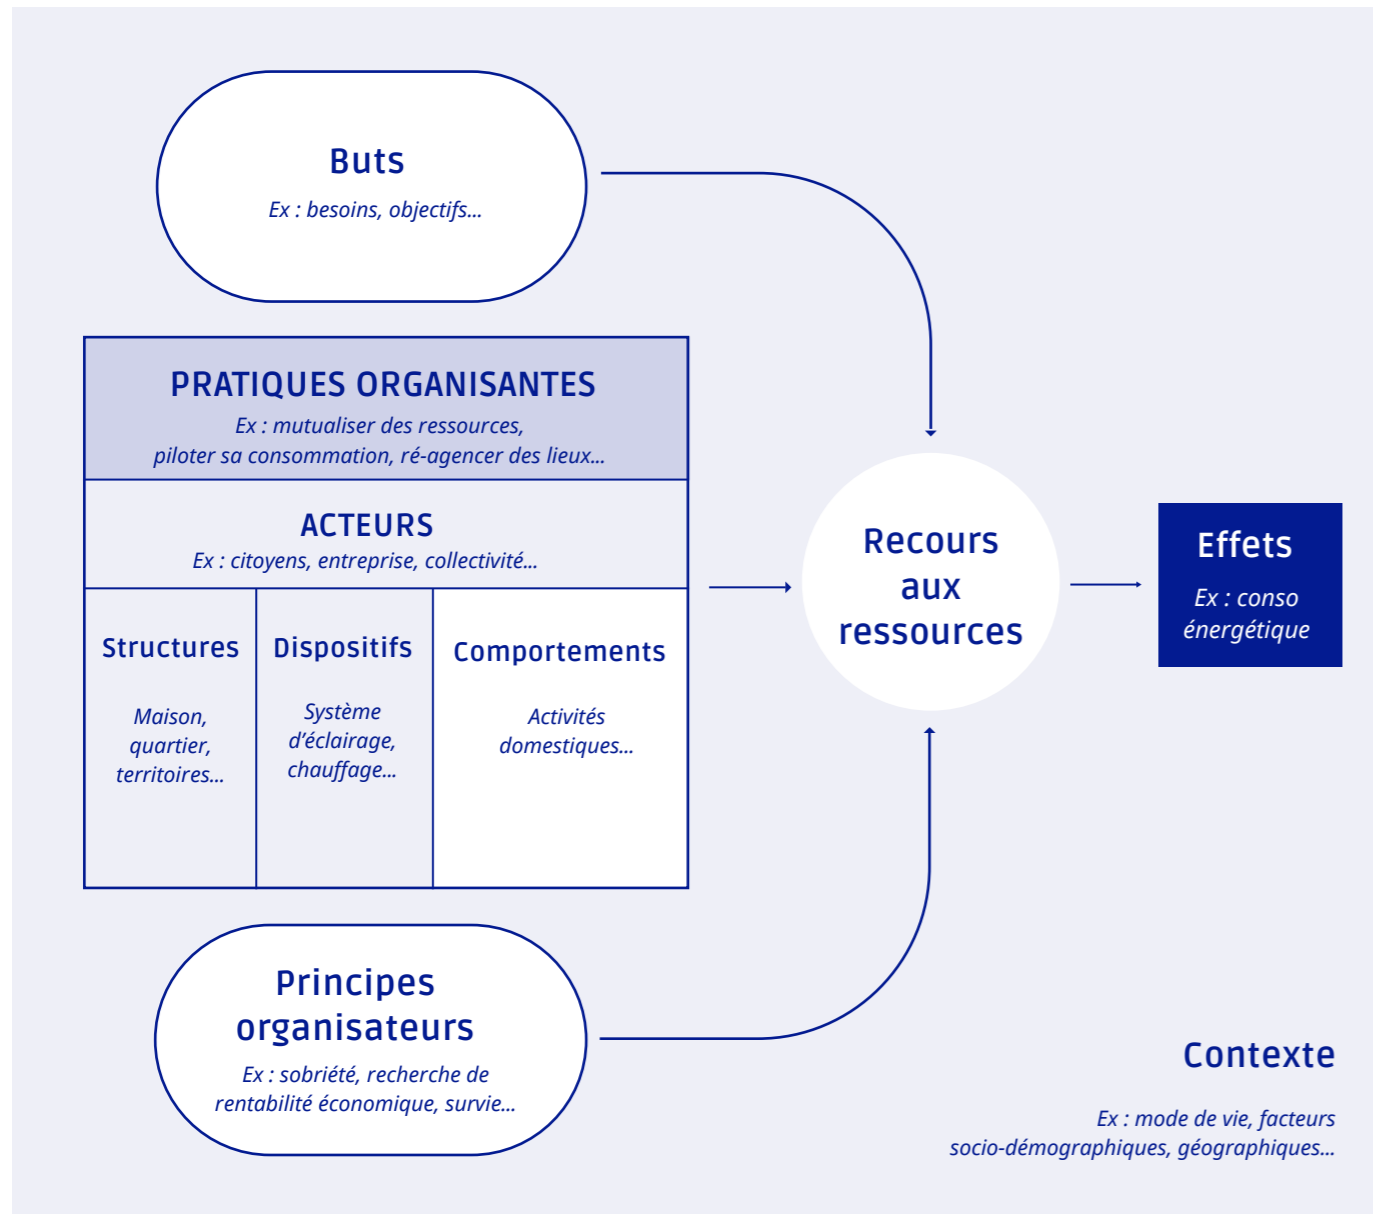 Buts
Ex : besoins, objectifs...
PRATIQUES ORGANISANTES
Ex : mutualiser des ressources,
piloter sa consommation, ré-agencer des lieux...
ACTEURS
Ex : citoyens, entreprise, collectivité...
Structures
Maison,
quartier,
territoires...
Dispositifs
Système
d’éclairage,
chauffage...
Comportements
Activités
domestiques...
Principes
organisateurs
Ex : sobriété, recherche de
rentabilité économique, survie...
Recours
aux
ressources
Effets
Ex : conso
énergétique
Contexte
Ex : mode de vie, facteurs
socio-démographiques, géographiques...